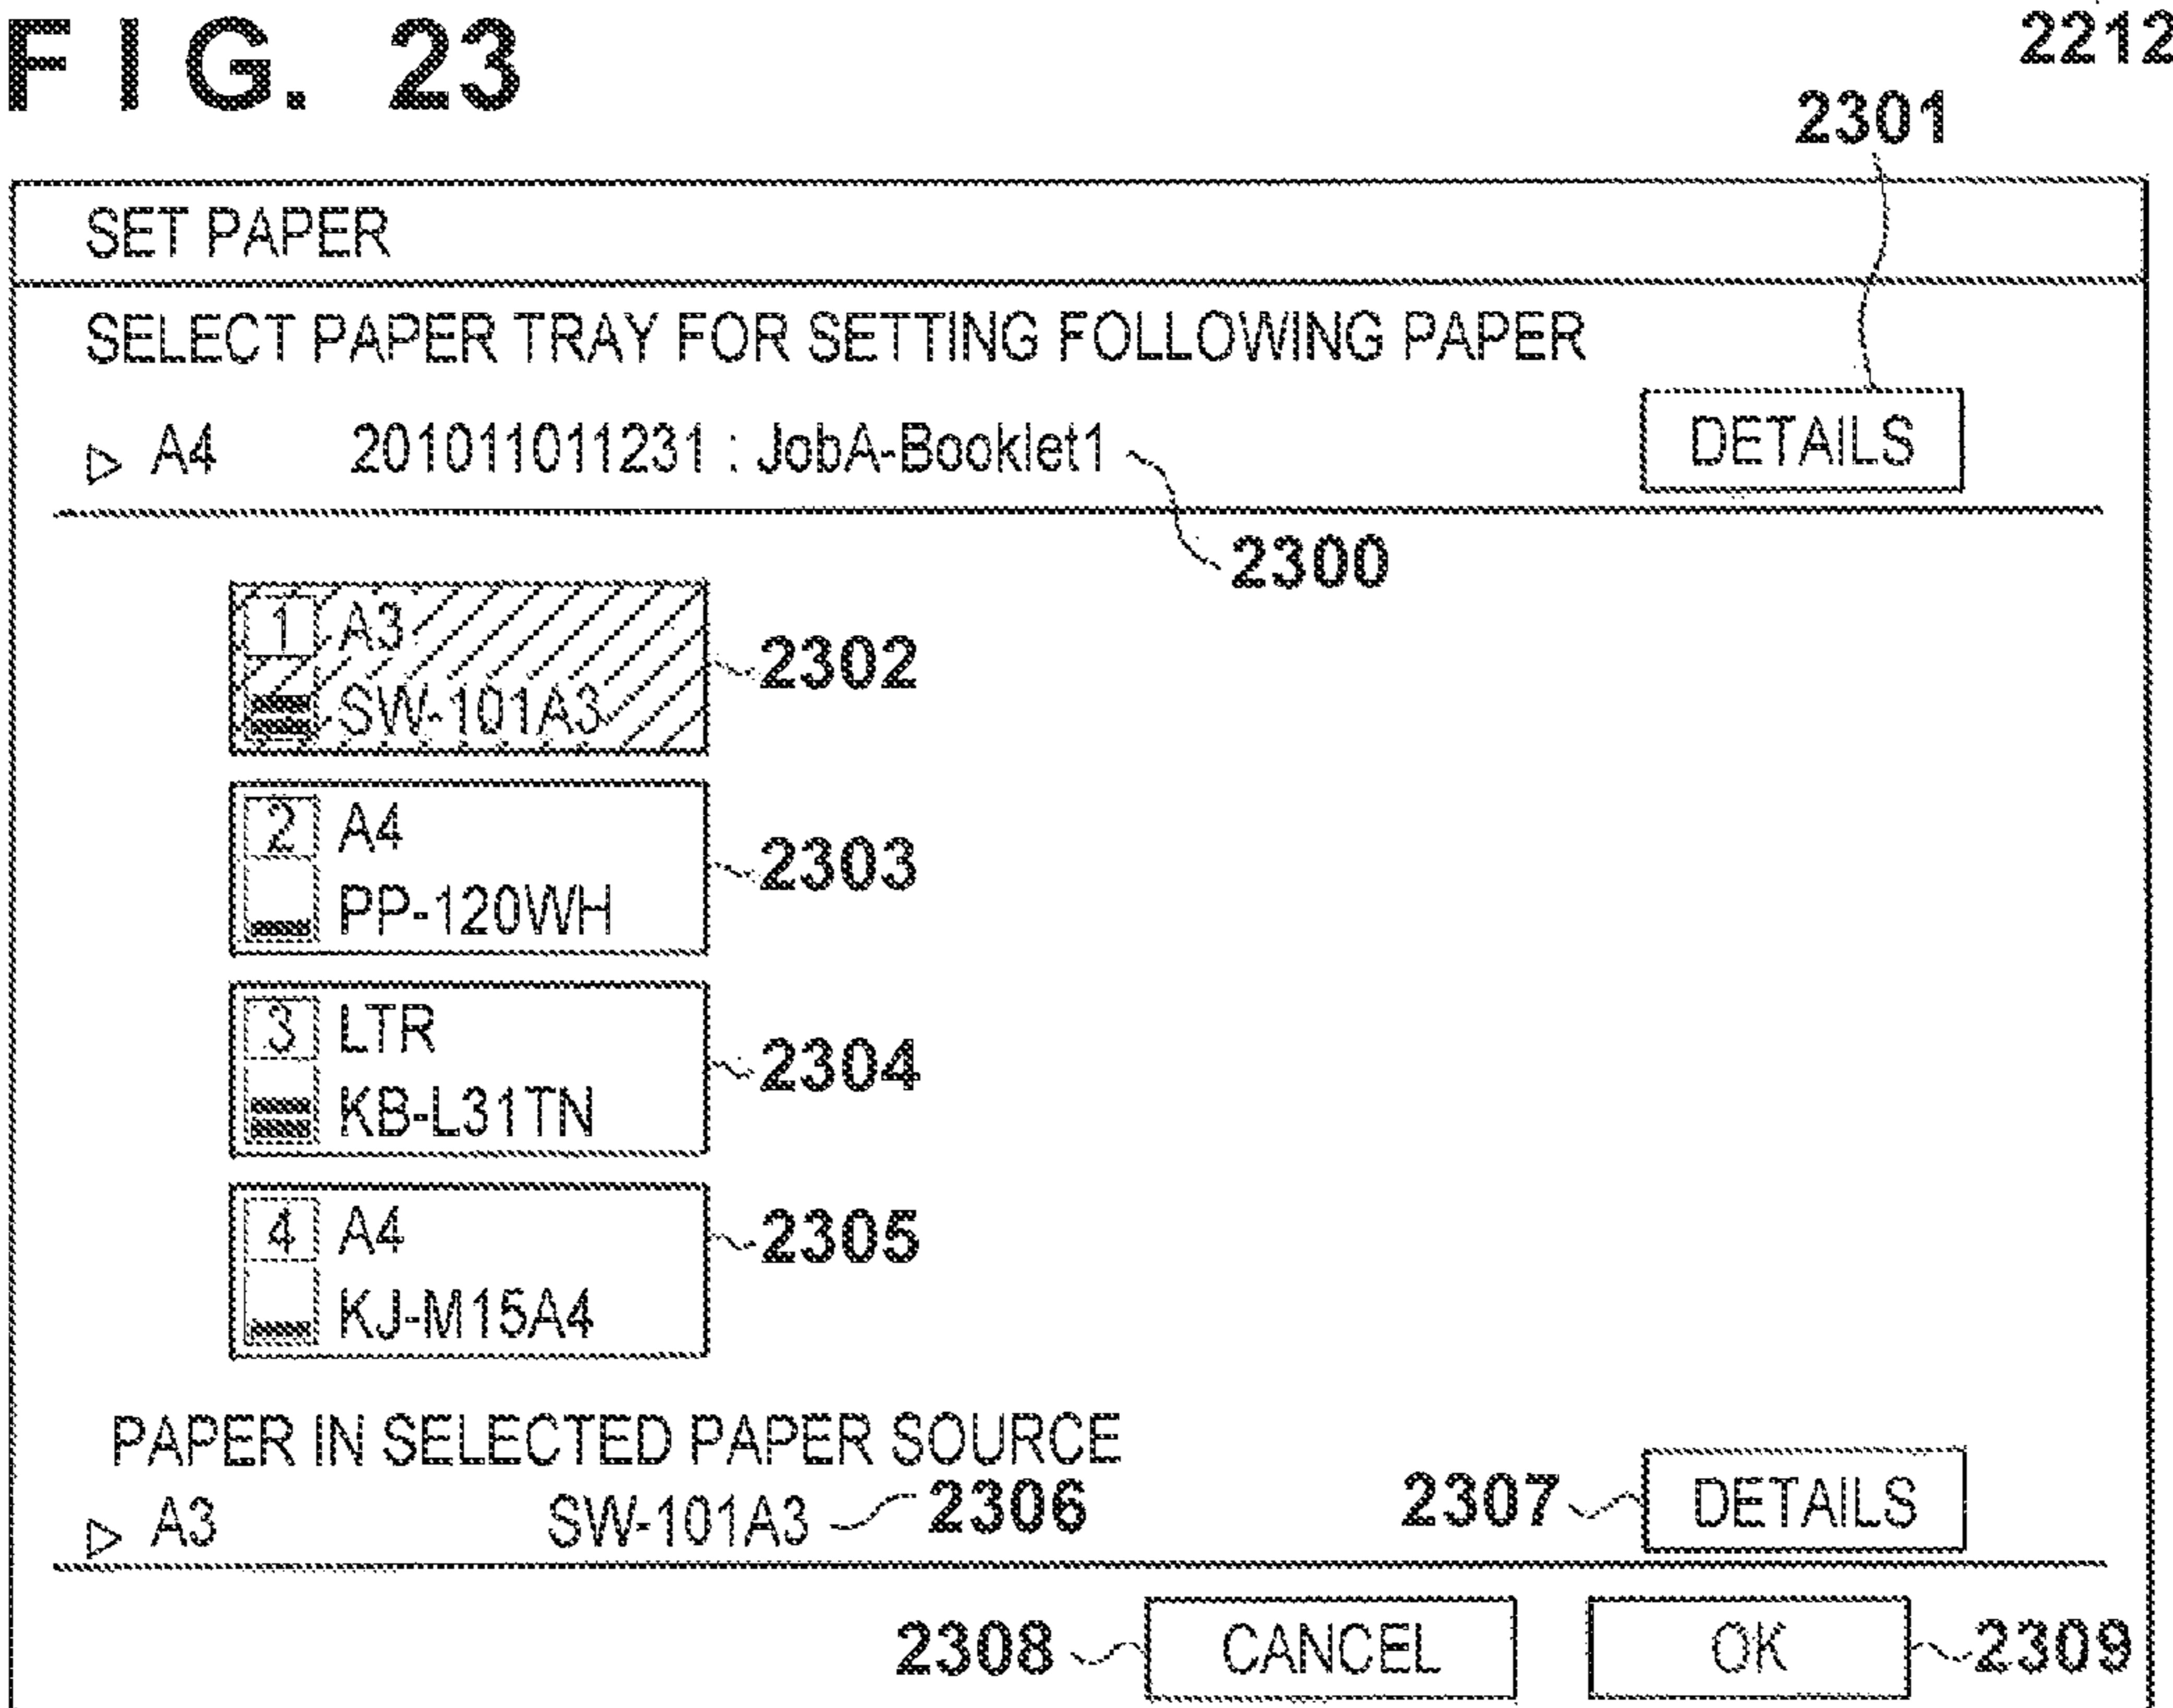 FIG. 23
2212
2301
SET PAPER
SELECT PAPER TRAY FOR SETTING FOLLOWING PAPER
▷ A4 201011011231 : JobA-Booklet1 DETAILS
2300
1 A3
SW-101A3
2302
2 A4
PP-120WH
2303
3 LTR
KB-L31TN
2304
4 A4
KJ-M15A4
2305
PAPER IN SELECTED PAPER SOURCE
▷ A3 SW-101A3 2306 2307 DETAILS
2308 CANCEL OK 2309